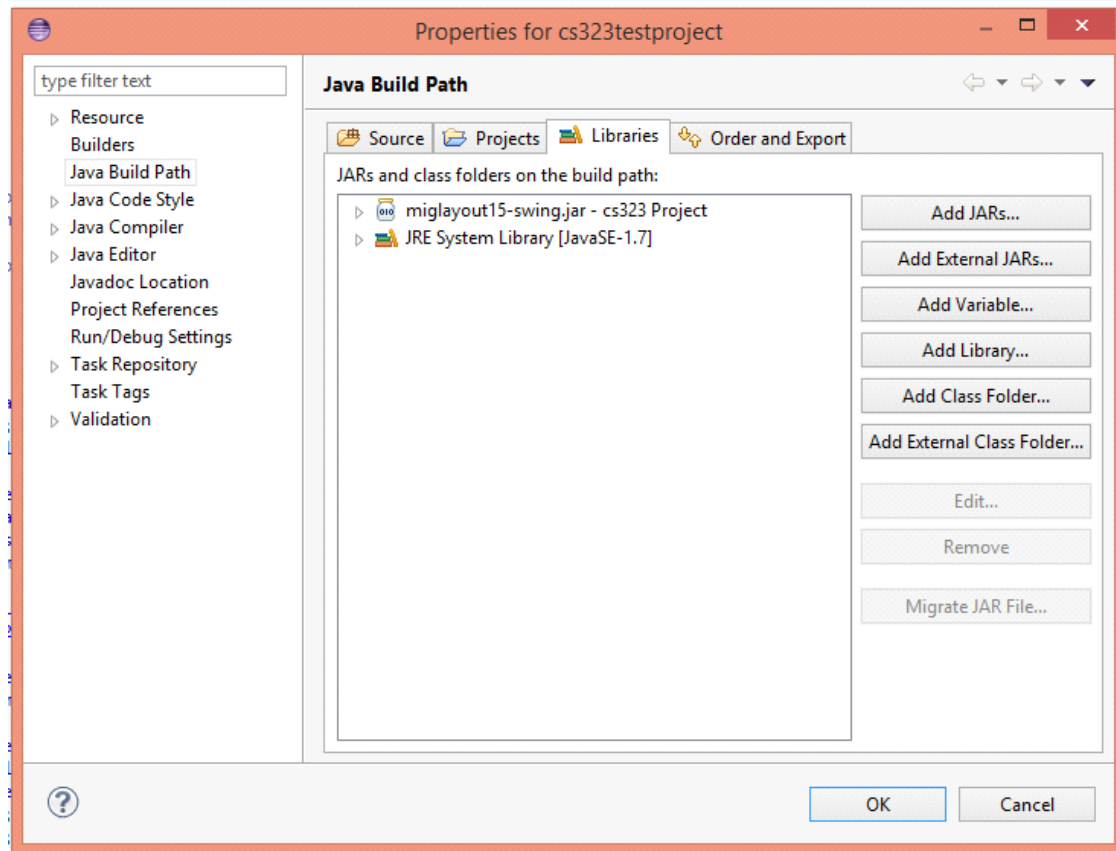 Properties for cs323testproject
type filter text
Resource
Builders
Java Build Path
Java Code Style
Java Compiler
Java Editor
Javadoc Location
Project References
Run/Debug Settings
Task Repository
Task Tags
Validation
Java Build Path
Source Projects Libraries Order and Export
JARs and class folders on the build path:
miglayout15-swing.jar - cs323 Project
JRE System Library [JavaSE-1.7]
Add JARs...
Add External JARs...
Add Variable...
Add Library...
Add Class Folder...
Add External Class Folder...
Edit...
Remove
Migrate JAR File...
OK Cancel